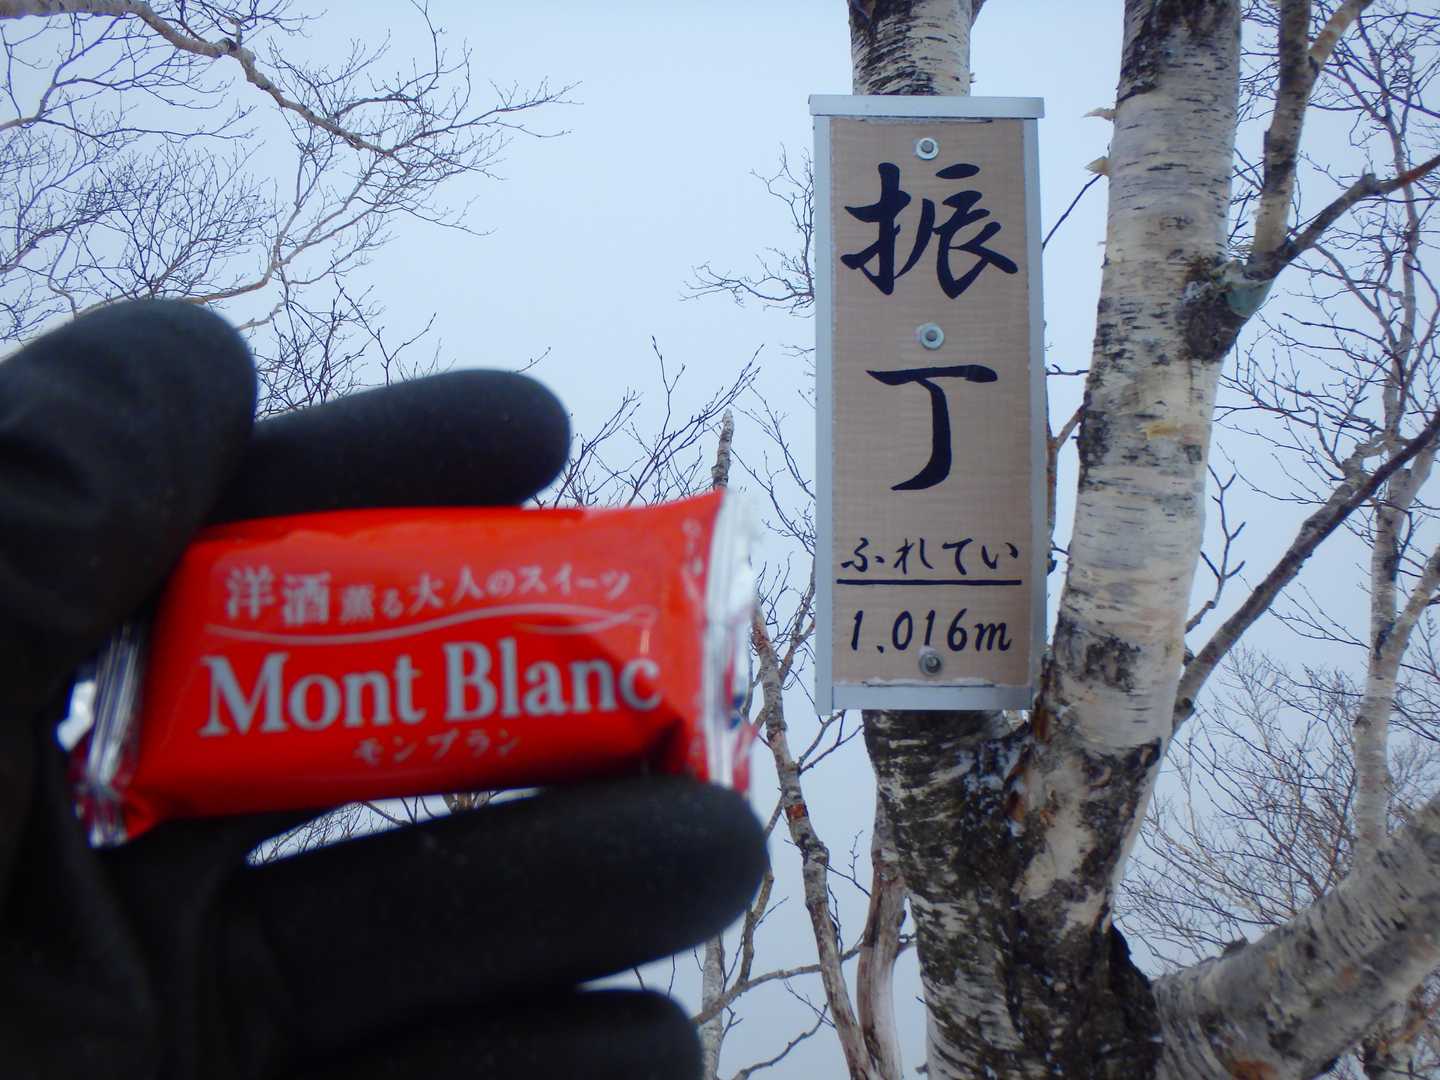 振丁
ふれてい
1.016m
洋酒薫る大人のスイーツ
Mont Blanc
モンブラン